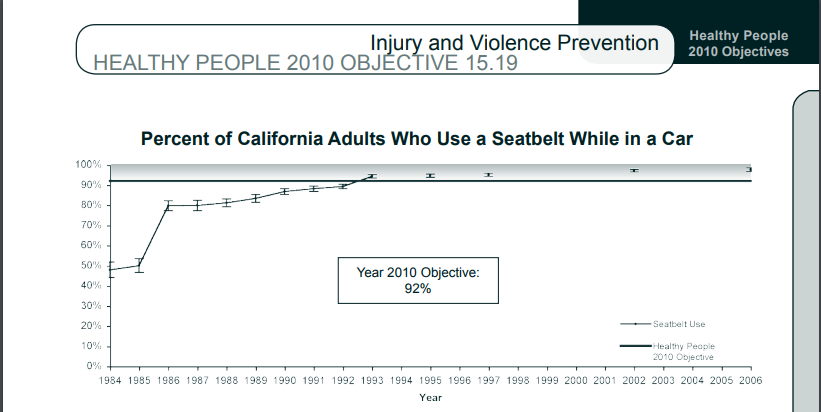 Injury and Violence Prevention
HEALTHY PEOPLE 2010 OBJECTIVE 15.19
Healthy People
2010 Objectives
Percent of California Adults Who Use a Seatbelt While in a Car
100%
90%
80%
70%
60%
50%
40%
30%
20%
10%
0%
Year 2010 Objective:
92%
Seatbelt Use
Healthy People
2010 Objective
1984 1985 1986 1987 1988 1989 1990 1991 1992 1993 1994 1995 1996 1997 1998 1999 2000 2001 2002 2003 2004 2005 2006
Year